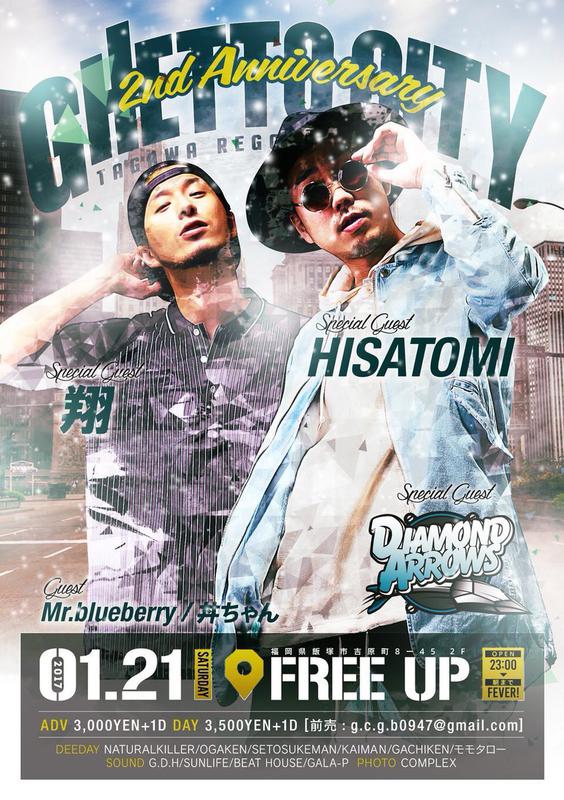 GHETTO CITY
2nd Anniversary
TAGAWA REGG
L
Special Guest
HISATOMI
Special Guest
翔
Special Guest
DIAMOND
ARROWS
Guest
Mr.blueberry / 丼ちゃん
2017
01.21
SATURDAY
福岡県飯塚市吉原町8-45 2F
FREE UP
OPEN
23:00
朝まで
FEVER!
ADV 3,000YEN+1D DAY 3,500YEN+1D [前売 : g.c.g.b0947@gmail.com]
DEEDAY NATURALKILLER/OGAKEN/SETOSUKEMAN/KAIMAN/GACHIKEN/モモタロー
SOUND G.D.H/SUNLIFE/BEAT HOUSE/GALA-P PHOTO COMPLEX